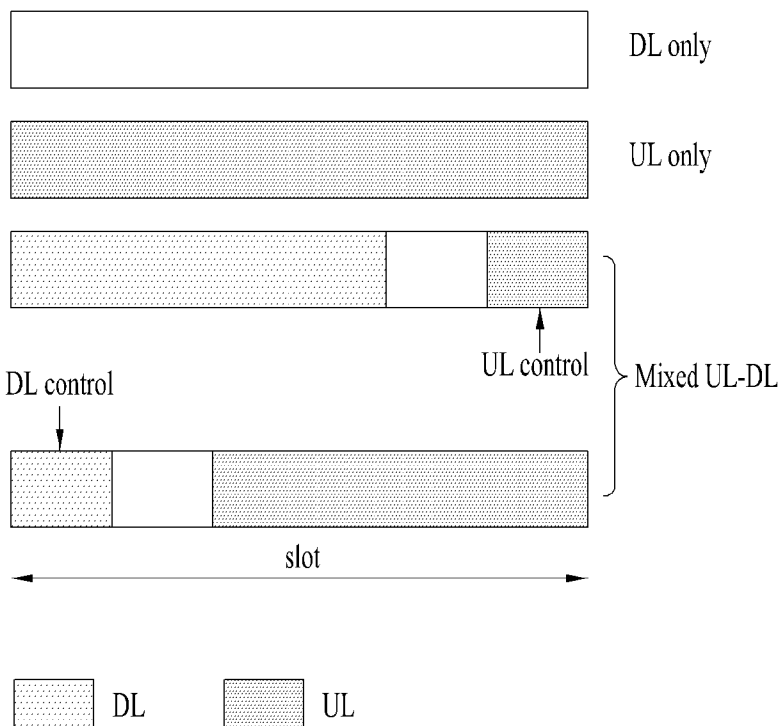 DL only
UL only
UL control
Mixed UL-DL
DL control
slot
DL
UL